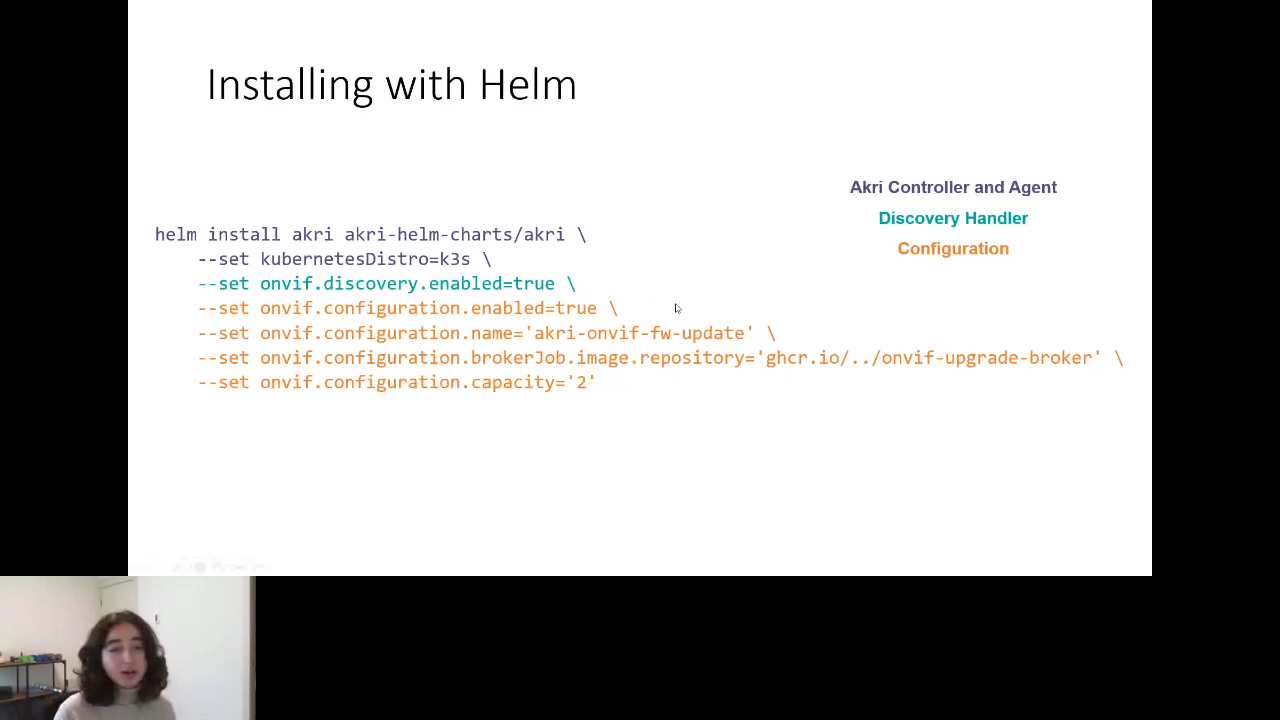 Installing with Helm
Akri Controller and Agent
Discovery Handler
Configuration
helm install akri akri-helm-charts/akri \
--set kubernetesDistro=k3s \
--set onvif.discovery.enabled=true \
--set onvif.configuration.enabled=true \
--set onvif.configuration.name='akri-onvif-fw-update' \
--set onvif.configuration.brokerJob.image.repository='ghcr.io/../onvif-upgrade-broker' \
--set onvif.configuration.capacity='2'